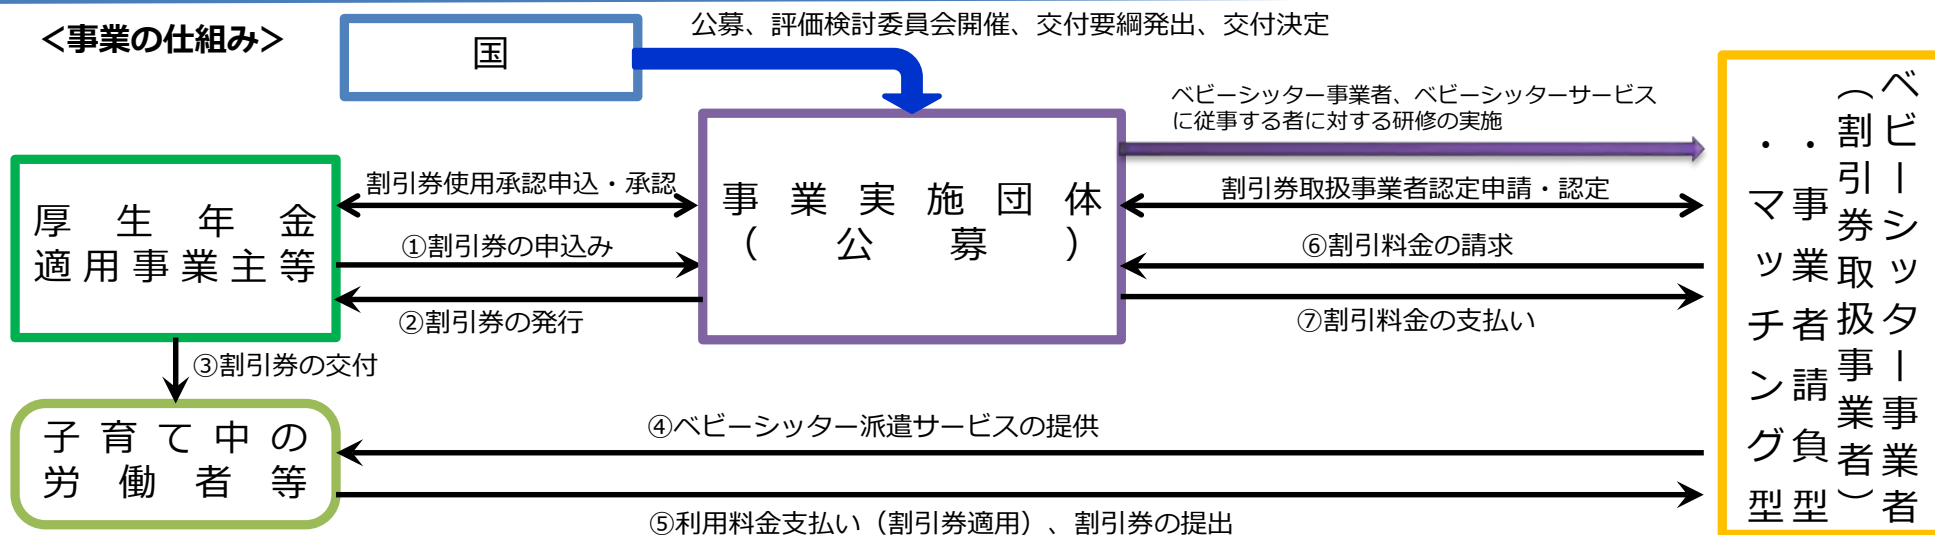 ＜事業の仕組み＞
国
公募、評価検討委員会開催、交付要綱発出、交付決定
ベビーシッター事業者、ベビーシッターサービス
に従事する者に対する研修の実施
厚生年金
適用事業主等
割引券使用承認申込・承認
①割引券の申込み
②割引券の発行
事業実施団体
（公募）
割引券取扱事業者認定申請・認定
⑥割引料金の請求
⑦割引料金の支払い
ベビーシッター事業者
（割引券取扱事業者）
・事業者請負型
・マッチング型
③割引券の交付
子育て中の
労働者等
④ベビーシッター派遣サービスの提供
⑤利用料金支払い（割引券適用）、割引券の提出